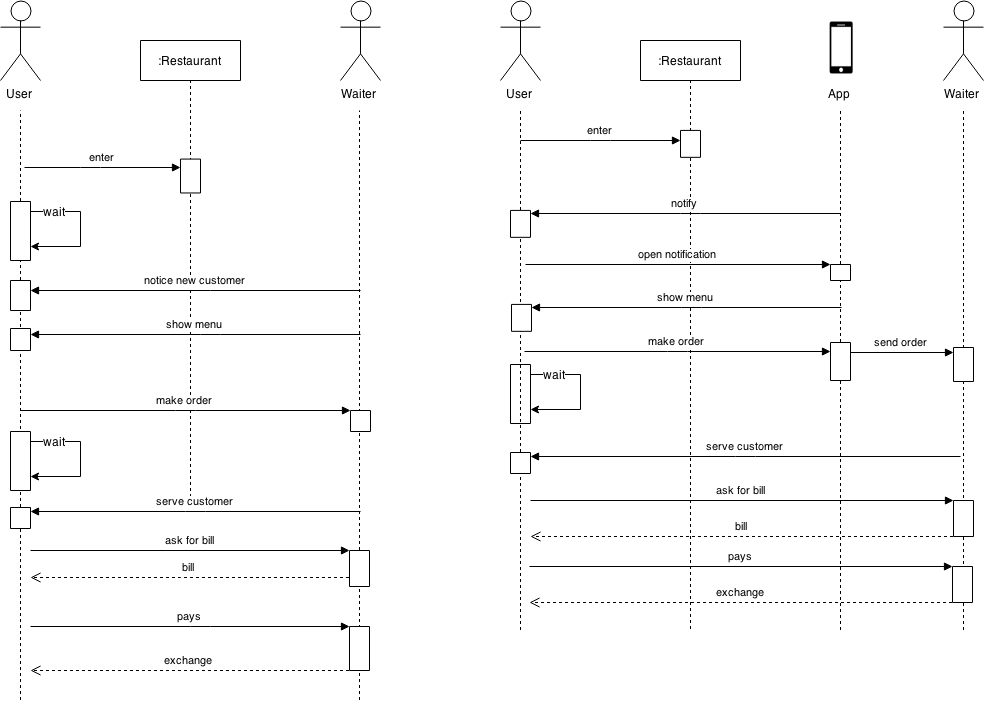 :Restaurant
User
Waiter
enter
wait
notice new customer
show menu
make order
wait
serve customer
ask for bill
bill
pays
exchange
:Restaurant
User
App
Waiter
enter
notify
open notification
show menu
make order
send order
wait
serve customer
ask for bill
bill
pays
exchange